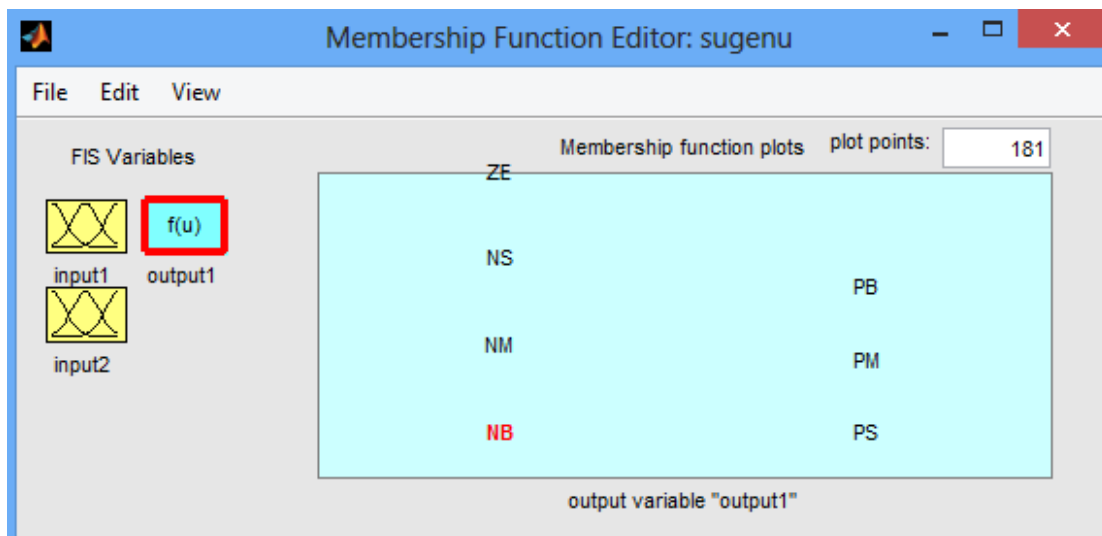 Membership Function Editor: sugenu
File Edit View
FIS Variables
Membership function plots
plot points:
181
f(u)
input1
output1
input2
ZE
NS
NM
NB
PB
PM
PS
output variable "output1"